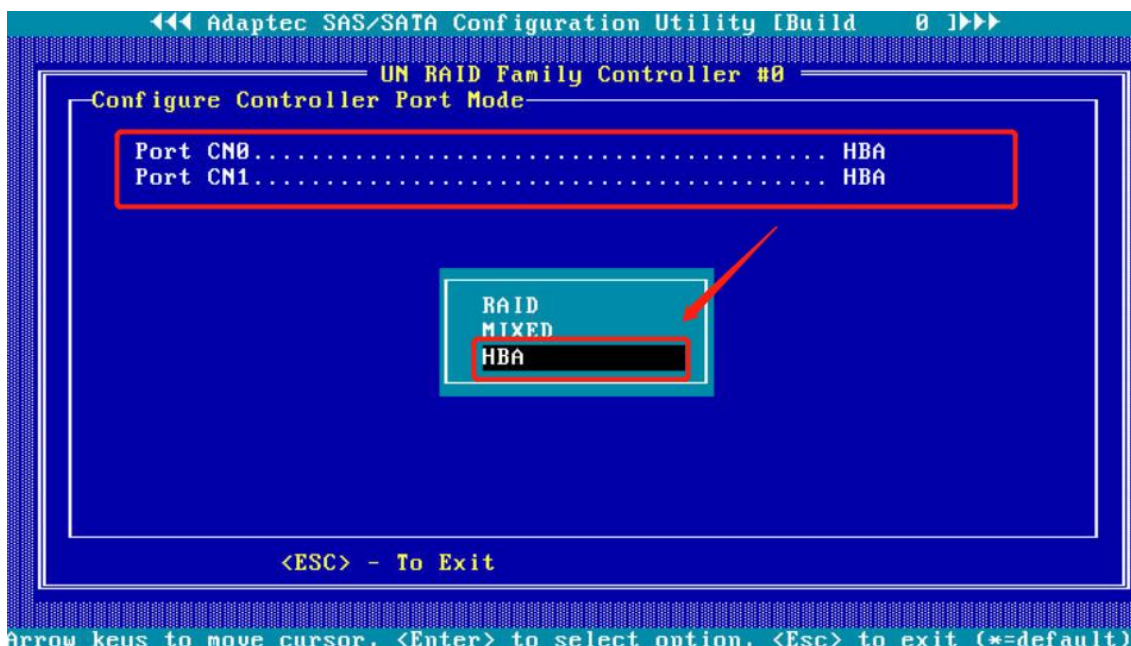 Adaptec SAS/SATA Configuration Utility [Build 0 ]
UN RAID Family Controller #0
Configure Controller Port Mode
Port CN0........................................ HBA
Port CN1........................................ HBA
RAID
MIXED
HBA
<ESC> - To Exit
Arrow keys to move cursor, <Enter> to select option, <Esc> to exit (*=default)